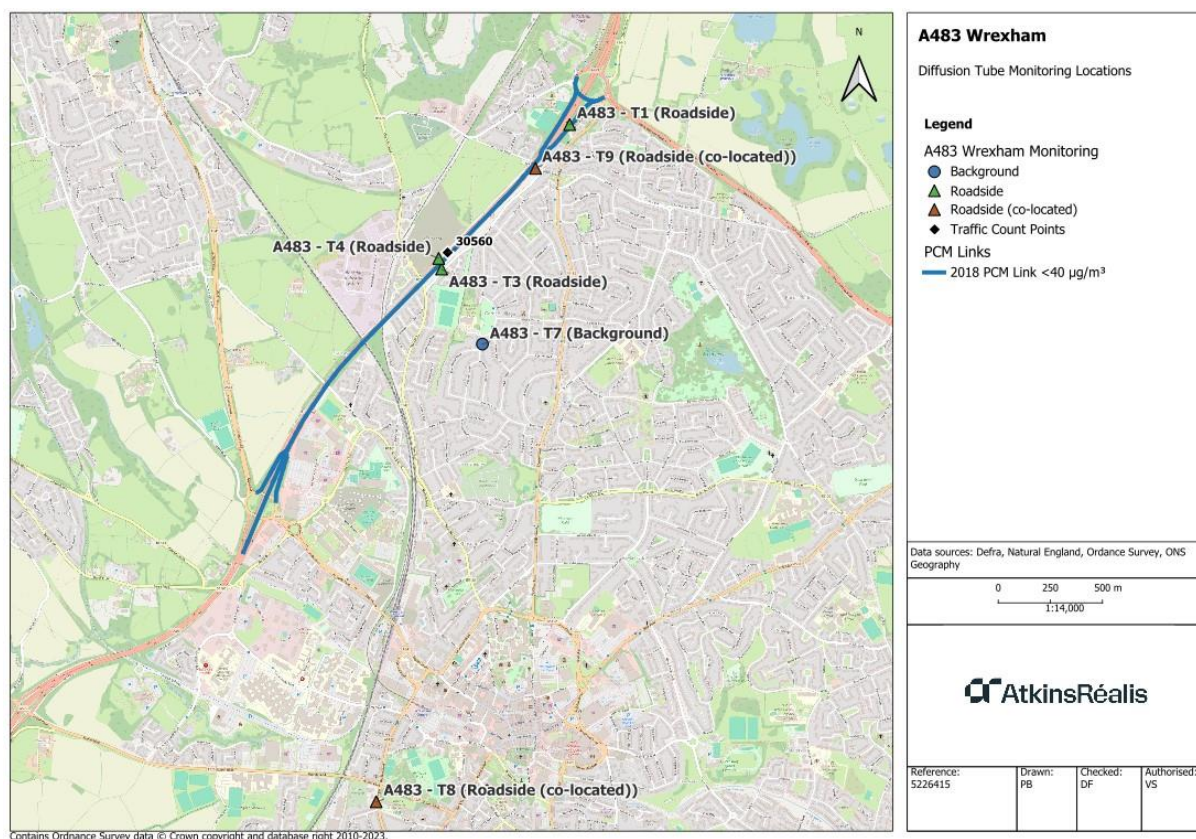 N
A483 - T1 (Roadside)
A483 - T9 (Roadside (co-located))
30560
A483 - T4 (Roadside)
A483 - T3 (Roadside)
A483 - T7 (Background)
A483 - T8 (Roadside (co-located))
Contains Ordnance Survey data © Crown copyright and database right 2010-2023.
A483 Wrexham
Diffusion Tube Monitoring Locations
Legend
A483 Wrexham Monitoring
Background
Roadside
Roadside (co-located)
Traffic Count Points
PCM Links
2018 PCM Link <40 µg/m³
Data sources: Defra, Natural England, Ordance Survey, ONS
Geography
0 250 500 m
1:14,000
AtkinsRéalis
Reference: Drawn: Checked: Authorised:
5226415 PB DF VS